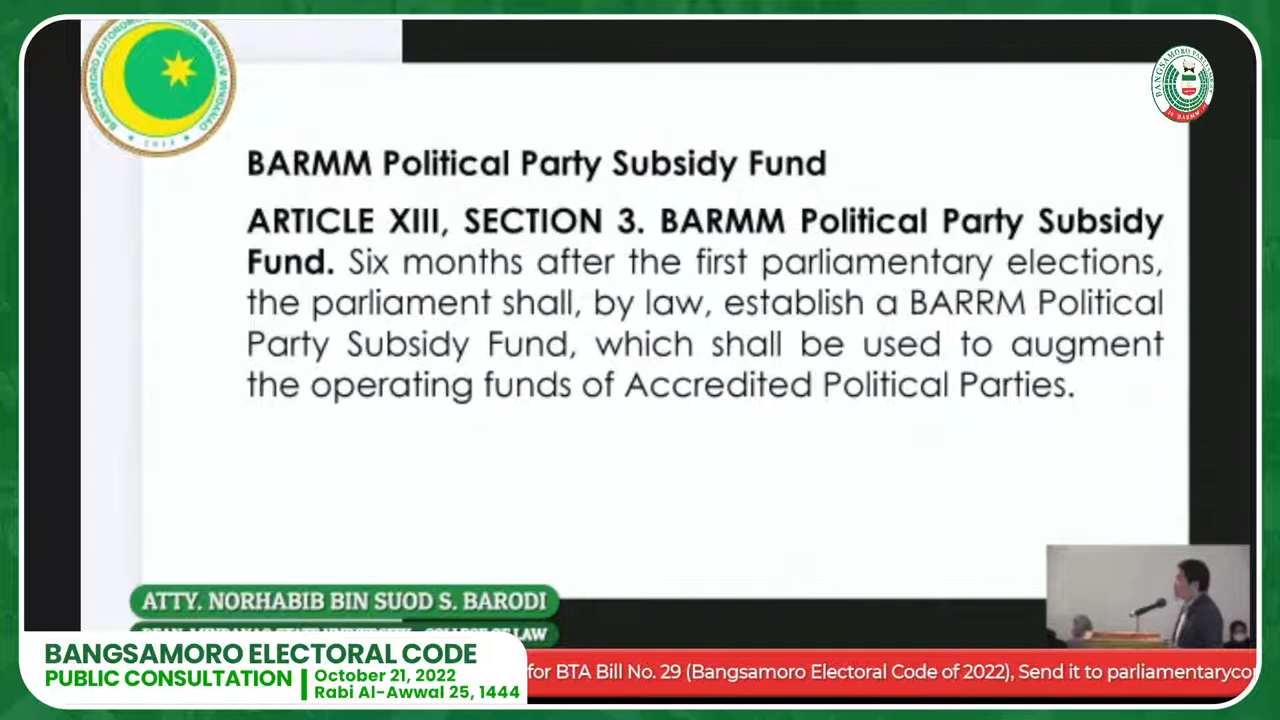 BARMM Political Party Subsidy Fund
ARTICLE XIII, SECTION 3. BARMM Political Party Subsidy
Fund. Six months after the first parliamentary elections,
the parliament shall, by law, establish a BARRM Political
Party Subsidy Fund, which shall be used to augment
the operating funds of Accredited Political Parties.
ATTY. NORHABIB BIN SUOD S. BARODI
BANGSAMORO ELECTORAL CODE
PUBLIC CONSULTATION
October 21, 2022
Rabi Al-Awwal 25, 1444
for BTA Bill No. 29 (Bangsamoro Electoral Code of 2022), Send it to parliamentaryco